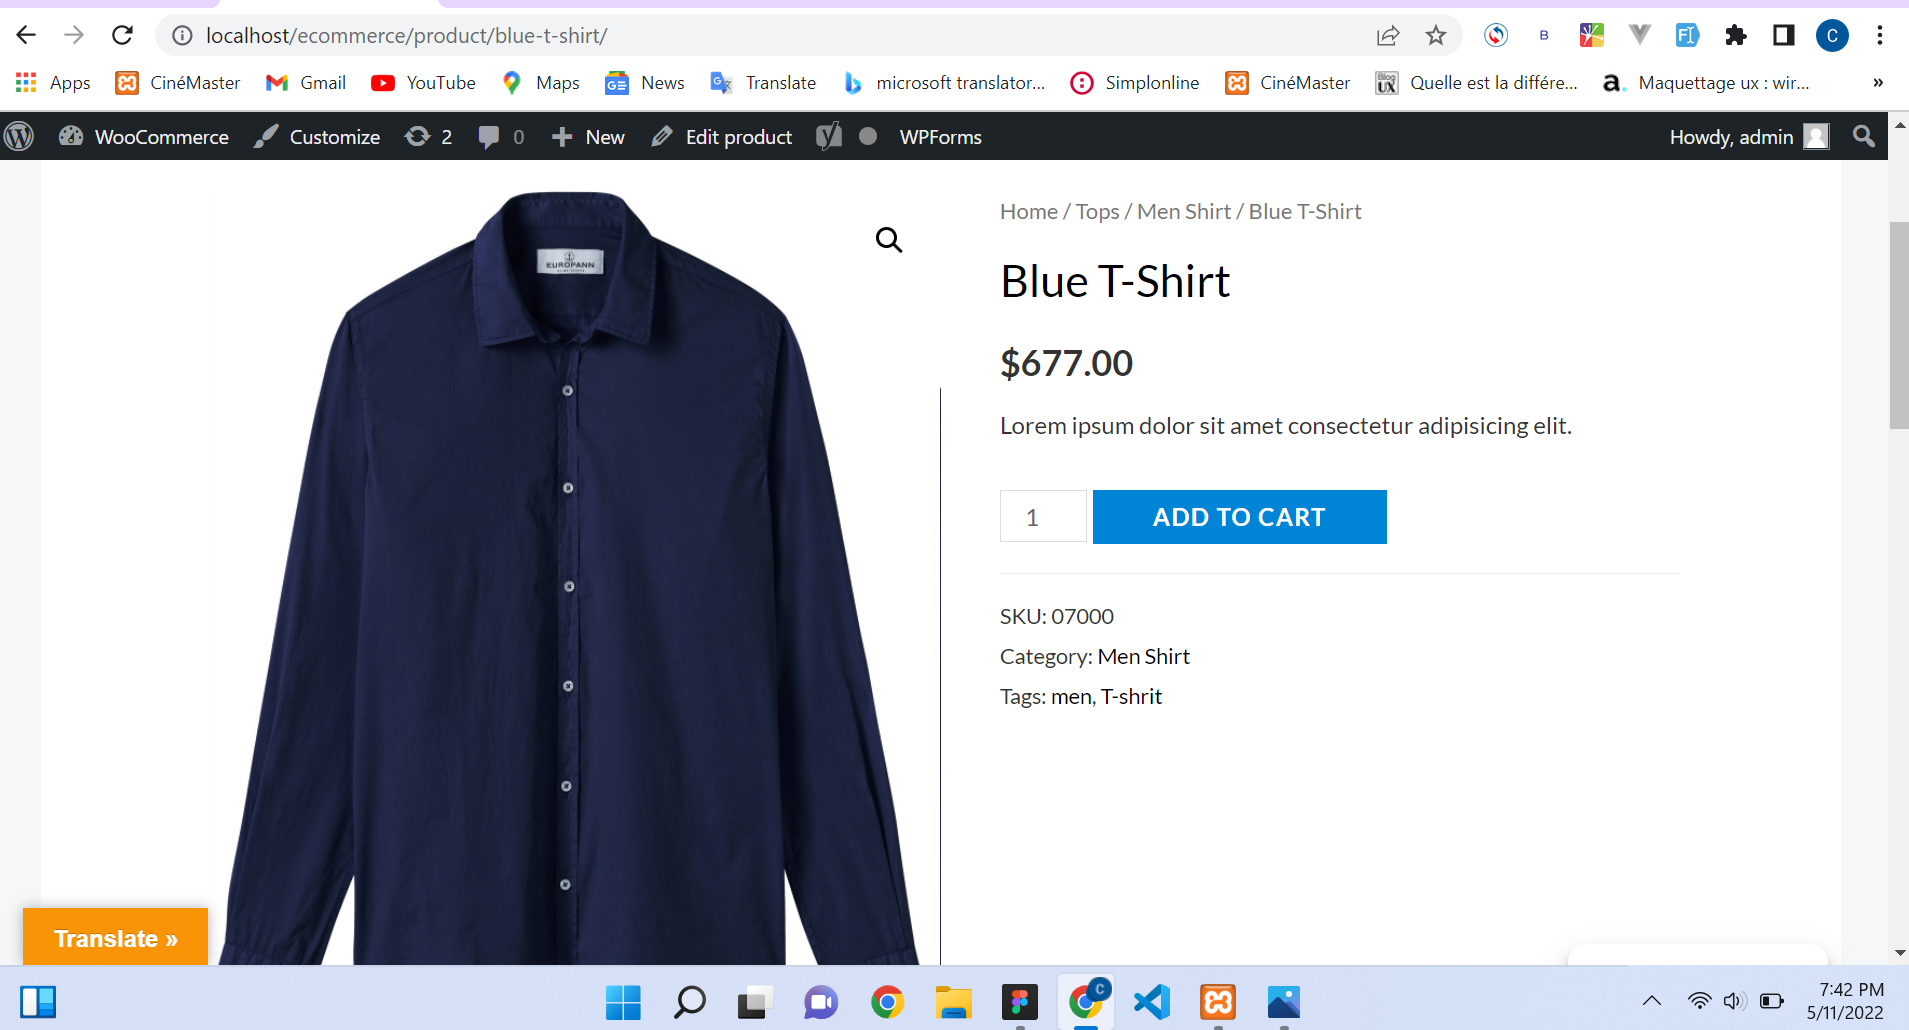 localhost/ecommerce/product/blue-t-shirt/
B
C
Apps
CinéMaster
Gmail
YouTube
Maps
News
Translate
microsoft translator...
Simplonline
CinéMaster
Quelle est la différe...
Maquettage ux : wir...
»
WooCommerce
Customize
2
0
New
Edit product
WPForms
Howdy, admin
Home / Tops / Men Shirt / Blue T-Shirt
EUROPANN
Blue T-Shirt
$677.00
Lorem ipsum dolor sit amet consectetur adipisicing elit.
1
ADD TO CART
SKU: 07000
Category: Men Shirt
Tags: men, T-shrit
Translate »
C
7:42 PM
5/11/2022